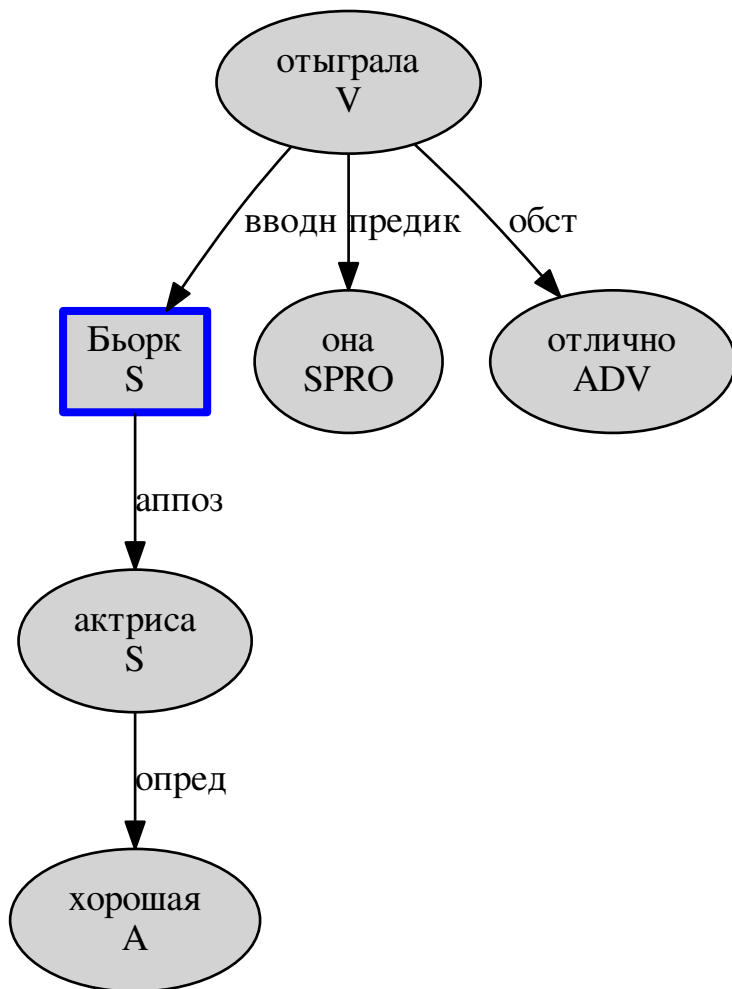 отыграла
V
вводн
предик
обст
Бьорк
S
она
SPRO
отлично
ADV
аппоз
актриса
S
опред
хорошая
A